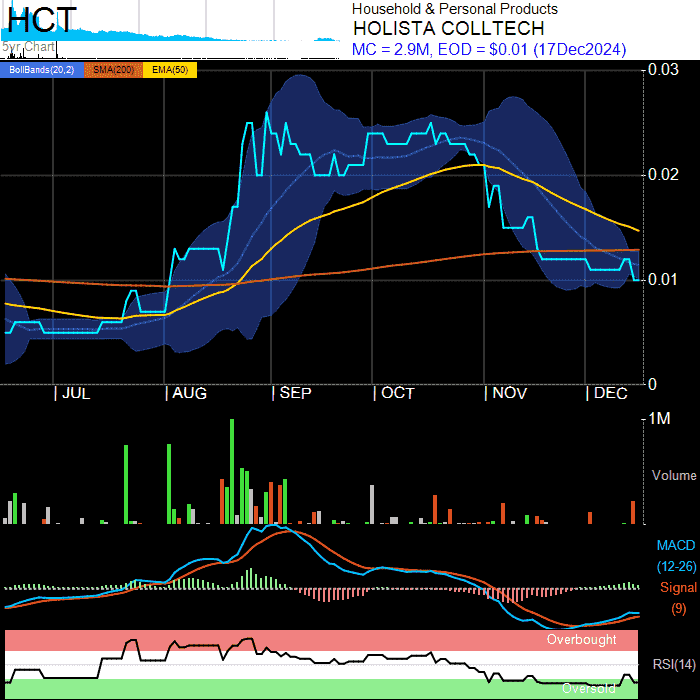 HCT
5yr Chart
Household & Personal Products
HOLISTA COLLTECH
MC = 2.9M, EOD = $0.01 (17Dec2024)
BollBands(20,2) SMA(200) EMA(50)
0.03
0.02
0.01
0
JUL AUG SEP OCT NOV DEC
1M
Volume
MACD
(12-26)
Signal
(9)
Overbought
RSI(14)
Oversold